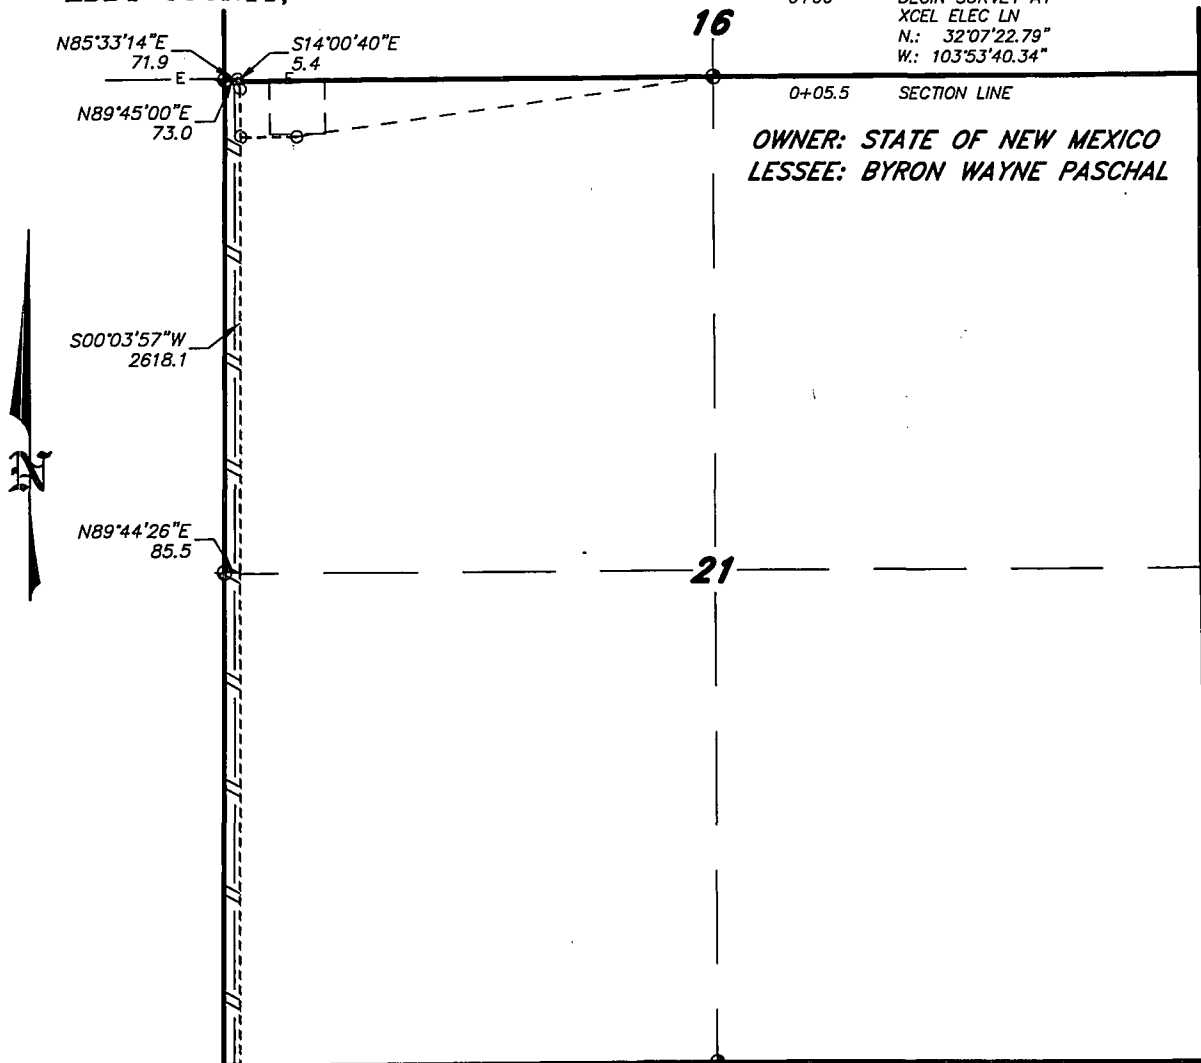 16
XCEL ELEC LN
N.: 32°07'22.79"
W.: 103°53'40.34"
N85°33'14"E
71.9
S14°00'40"E
5.4
E
E
N89°45'00"E
73.0
0+05.5 SECTION LINE
OWNER: STATE OF NEW MEXICO
LESSEE: BYRON WAYNE PASCHAL
S00°03'57"W
2618.1
N
N89°44'26"E
85.5
21